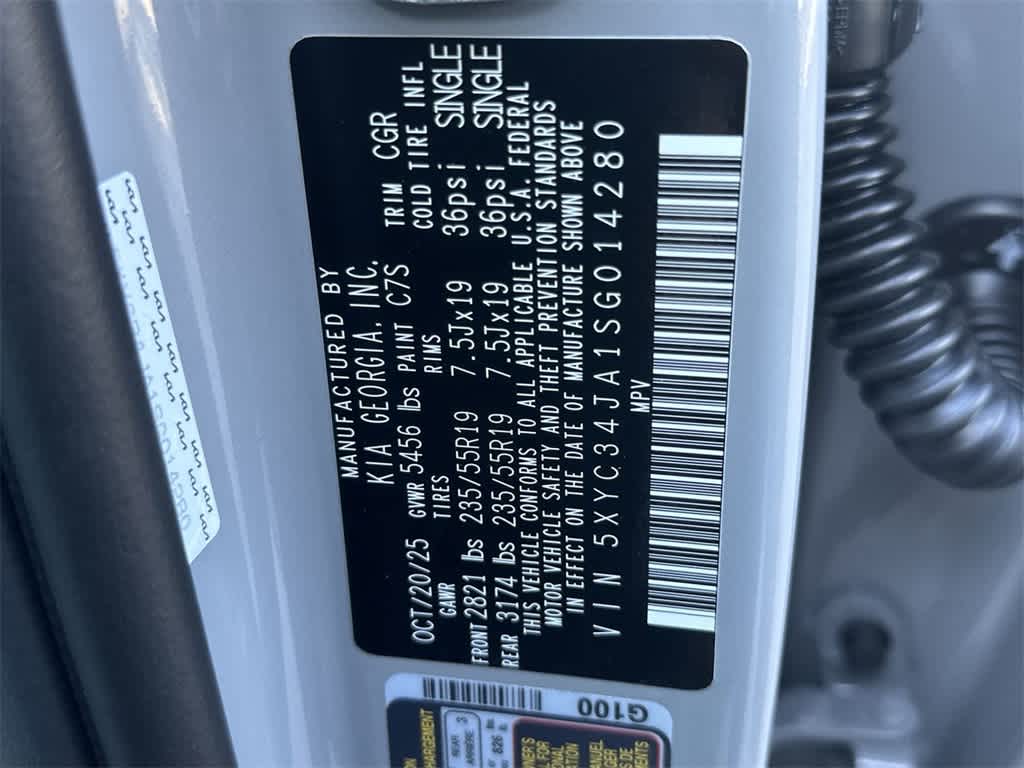 MANUFACTURED BY
KIA GEORGIA, INC.
OCT/20/25 GVWR 5456 lbs PAINT C7S TRIM CGR
GAWR TIRES RIMS COLD TIRE INFL
FRONT 2821 lbs 235/55R19 7.5Jx19 36psi SINGLE
REAR 3174 lbs 235/55R19 7.5Jx19 36psi SINGLE
THIS VEHICLE CONFORMS TO ALL APPLICABLE U.S.A. FEDERAL
MOTOR VEHICLE SAFETY AND THEFT PREVENTION STANDARDS
IN EFFECT ON THE DATE OF MANUFACTURE SHOWN ABOVE
VIN 5XYC34JA1SG014280
MPV
G100
REAR
826